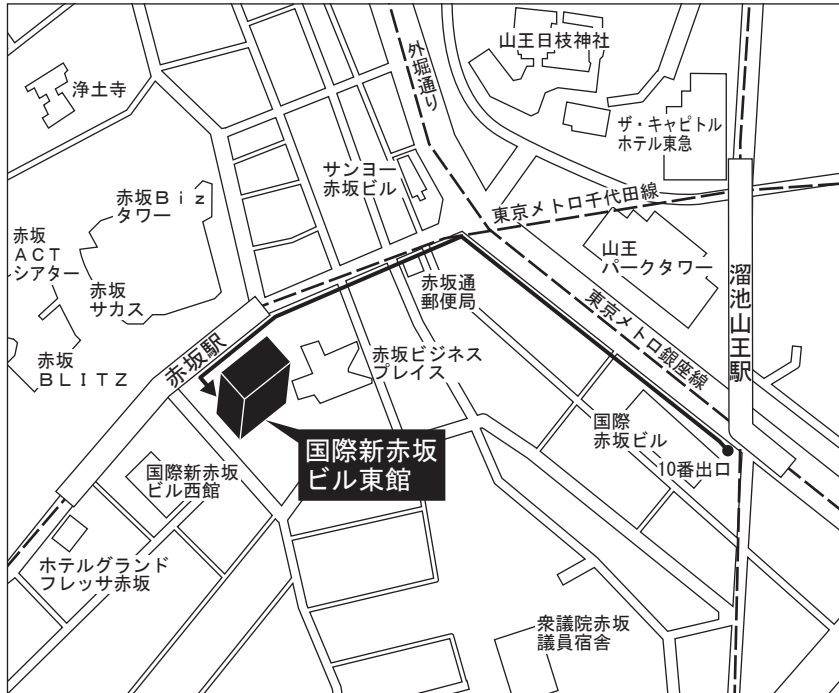 山王日枝神社
外堀通り
浄土寺
ザ・キャピトル
ホテル東急
サンヨー
赤坂ビル
赤坂Ｂｉｚ
タワー
東京メトロ千代田線
赤坂
ＡＣＴ
シアター
山王
パークタワー
赤坂
サカス
赤坂通
郵便局
溜池山王駅
東京メトロ銀座線
赤坂駅
赤坂
ＢＬＩＴＺ
赤坂ビジネス
プレイス
国際
赤坂ビル
国際新赤坂
ビル東館
10番出口
国際新赤坂
ビル西館
ホテルグランド
フレッサ赤坂
衆議院赤坂
議員宿舎